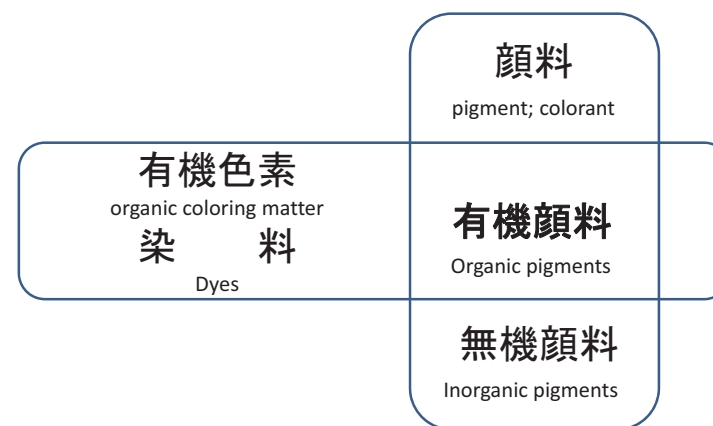 顔料
pigment; colorant
有機色素
organic coloring matter
染　　料
Dyes
有機顔料
Organic pigments
無機顔料
Inorganic pigments